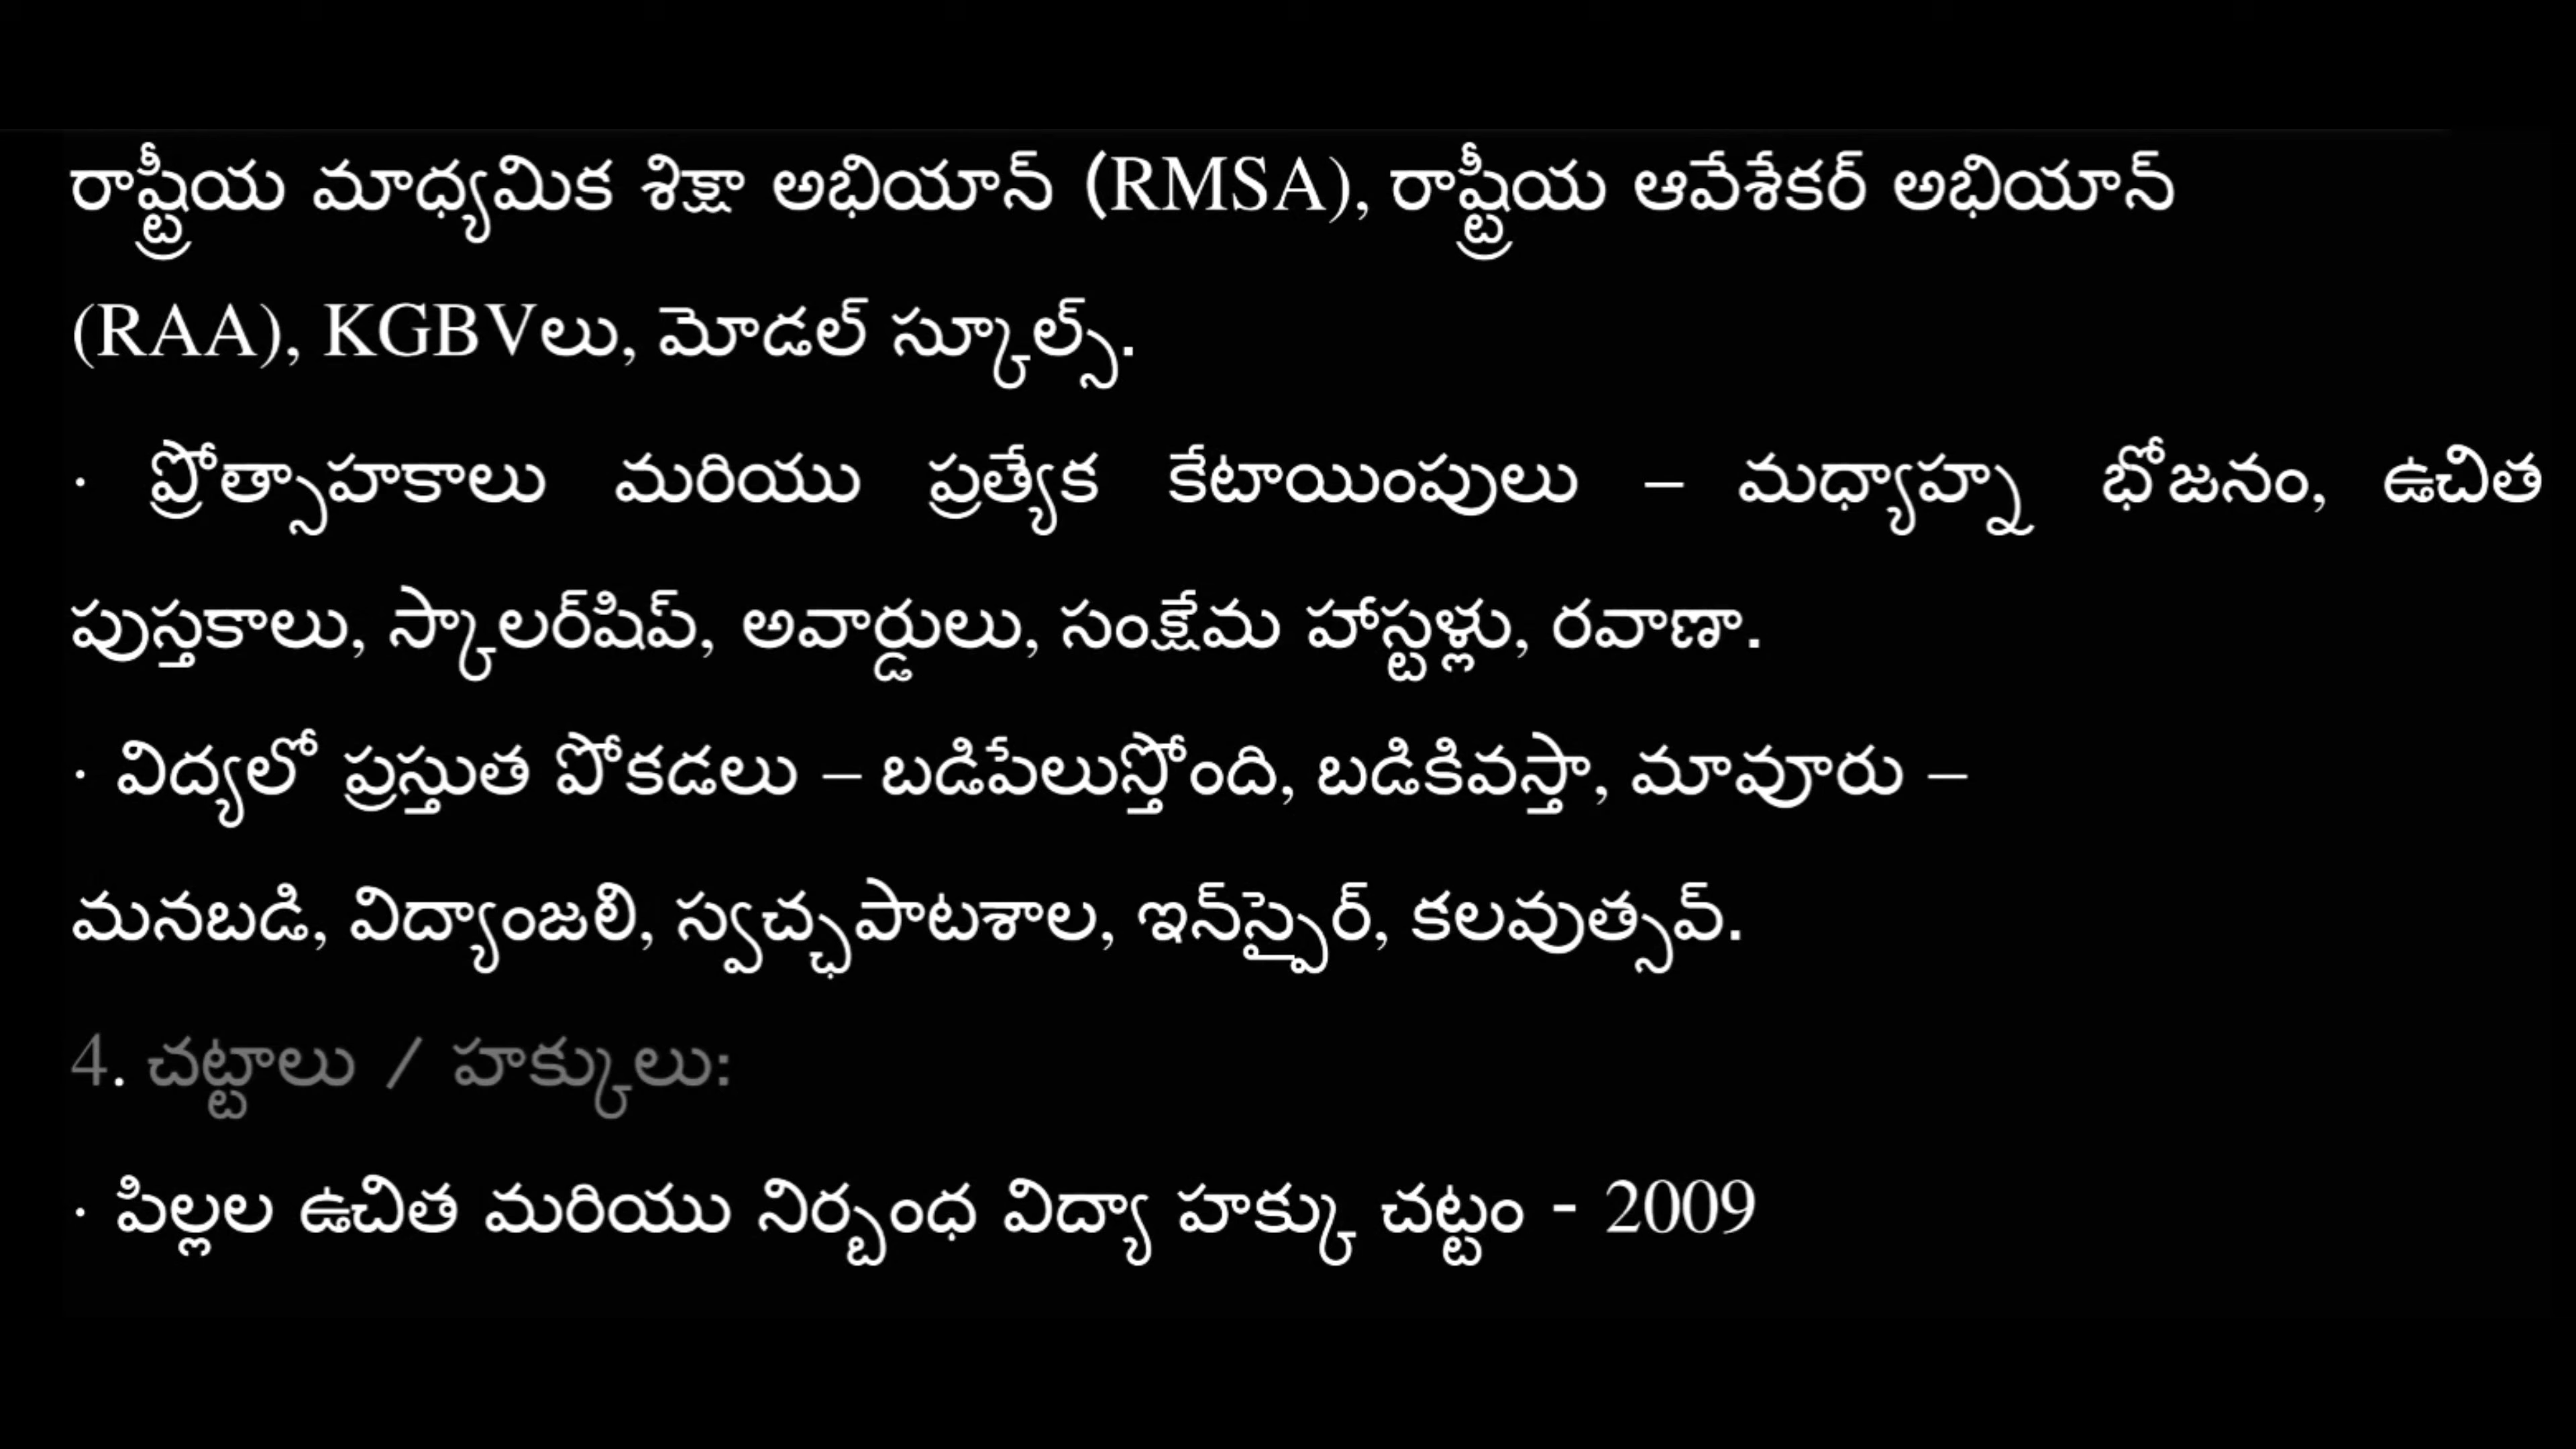 రాష్ట్రీయ మాధ్యమిక శిక్షా అభియాన్ (RMSA), రాష్ట్రీయ ఆవేశేకర్ అభియాన్
(RAA), KGBVలు, మోడల్ స్కూల్స్.
· ప్రోత్సాహకాలు మరియు ప్రత్యేక కేటాయింపులు – మధ్యాహ్న భోజనం, ఉచిత
పుస్తకాలు, స్కాలర్‌షిప్, అవార్డులు, సంక్షేమ హాస్టళ్లు, రవాణా.
· విద్యలో ప్రస్తుత పోకడలు – బడిపేలుస్తోంది, బడికివస్తా, మావూరు –
మనబడి, విద్యాంజలి, స్వచ్ఛపాటశాల, ఇన్‌స్పైర్, కలవుత్సవ్.
4. చట్టాలు / హక్కులు:
· పిల్లల ఉచిత మరియు నిర్బంధ విద్యా హక్కు చట్టం - 2009